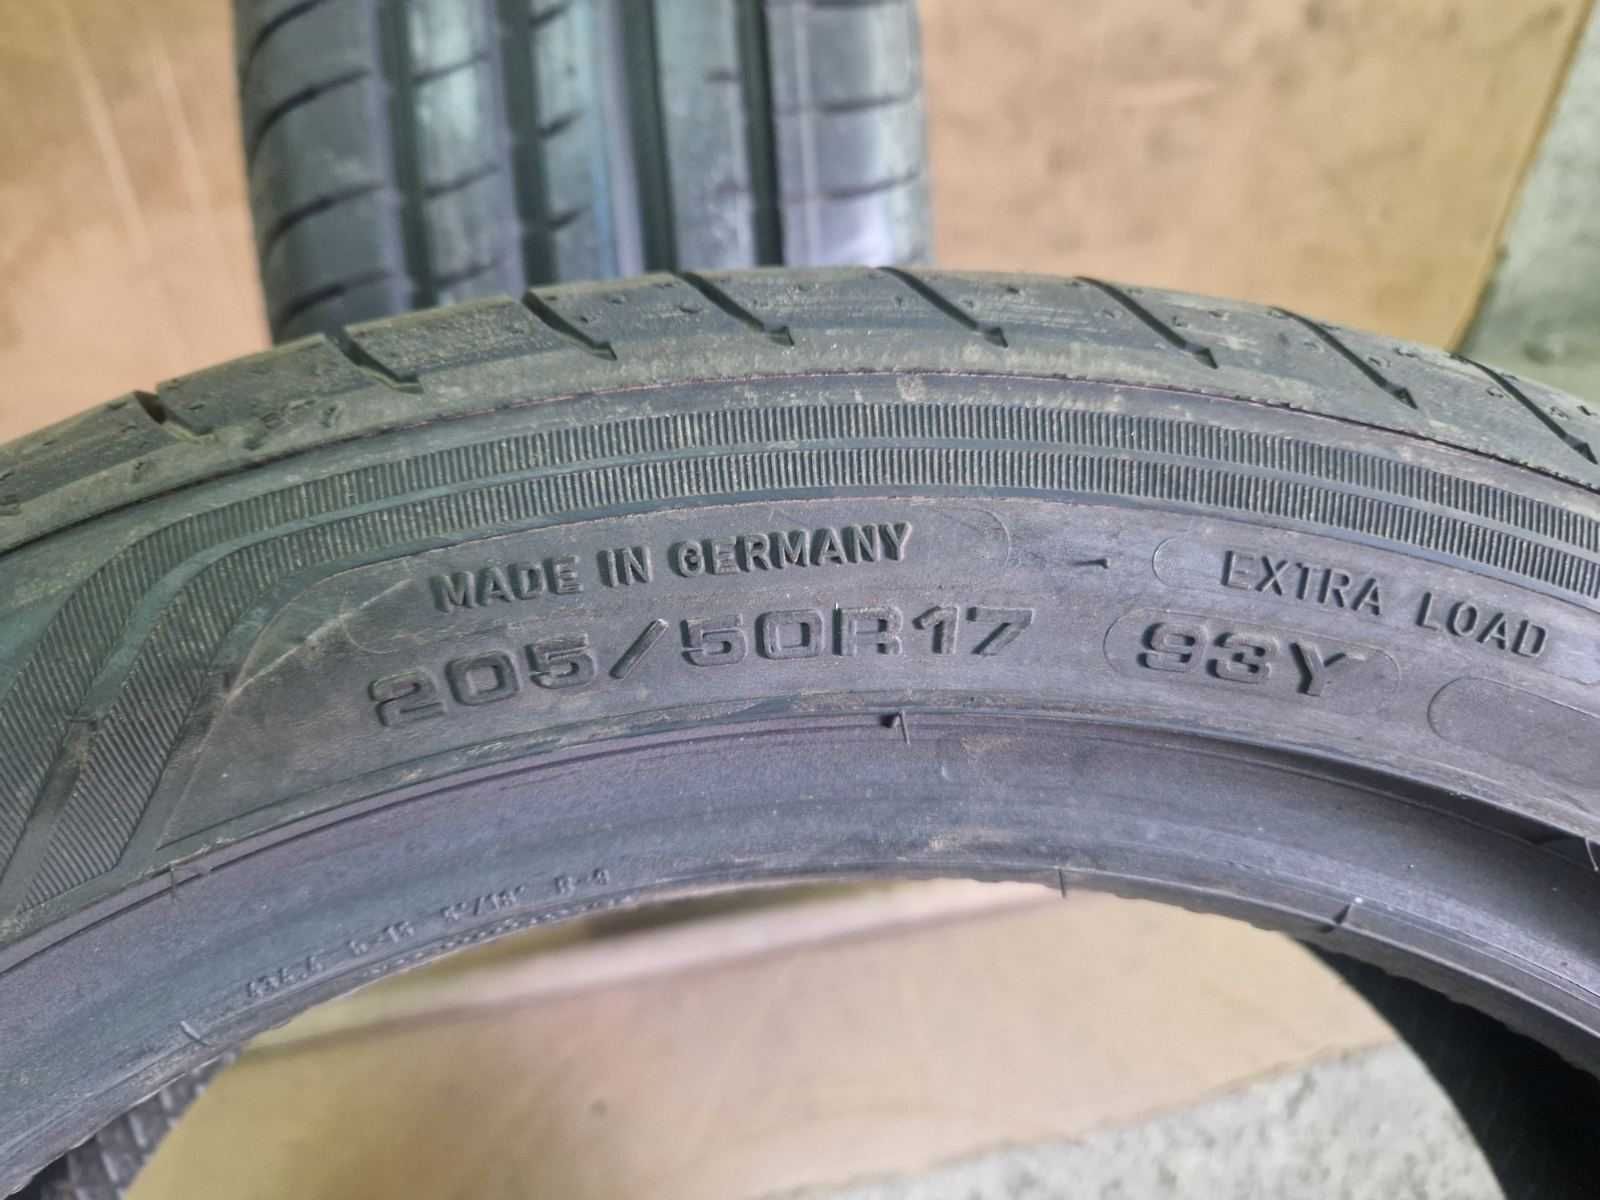 MADE IN GERMANY
EXTRA LOAD
205/50R17 93Y